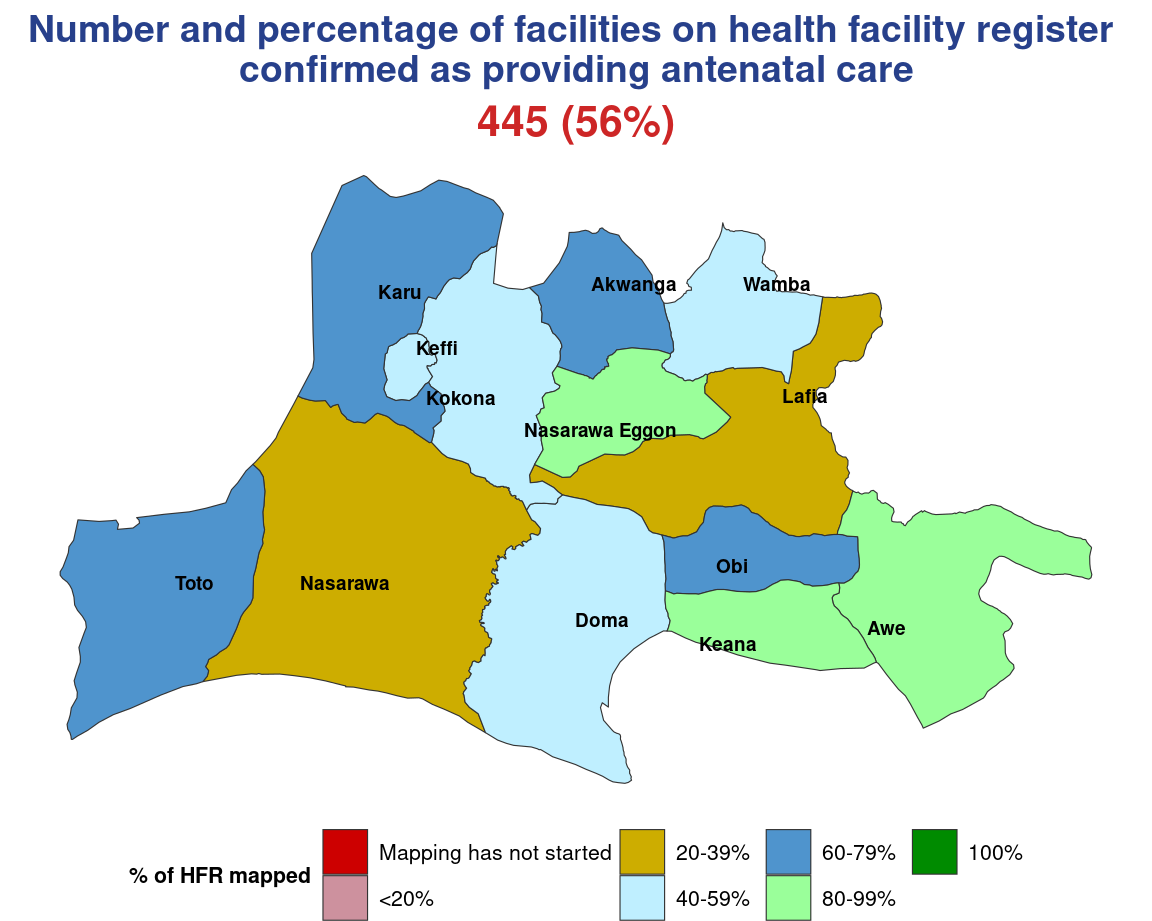 Number and percentage of facilities on health facility register
confirmed as providing antenatal care
445 (56%)
Karu
Akwanga
Wamba
Keffi
Kokona
Lafia
Nasarawa Eggon
Obi
Toto
Nasarawa
Doma
Awe
Keana
% of HFR mapped
Mapping has not started
<20%
20-39%
40-59%
60-79%
80-99%
100%